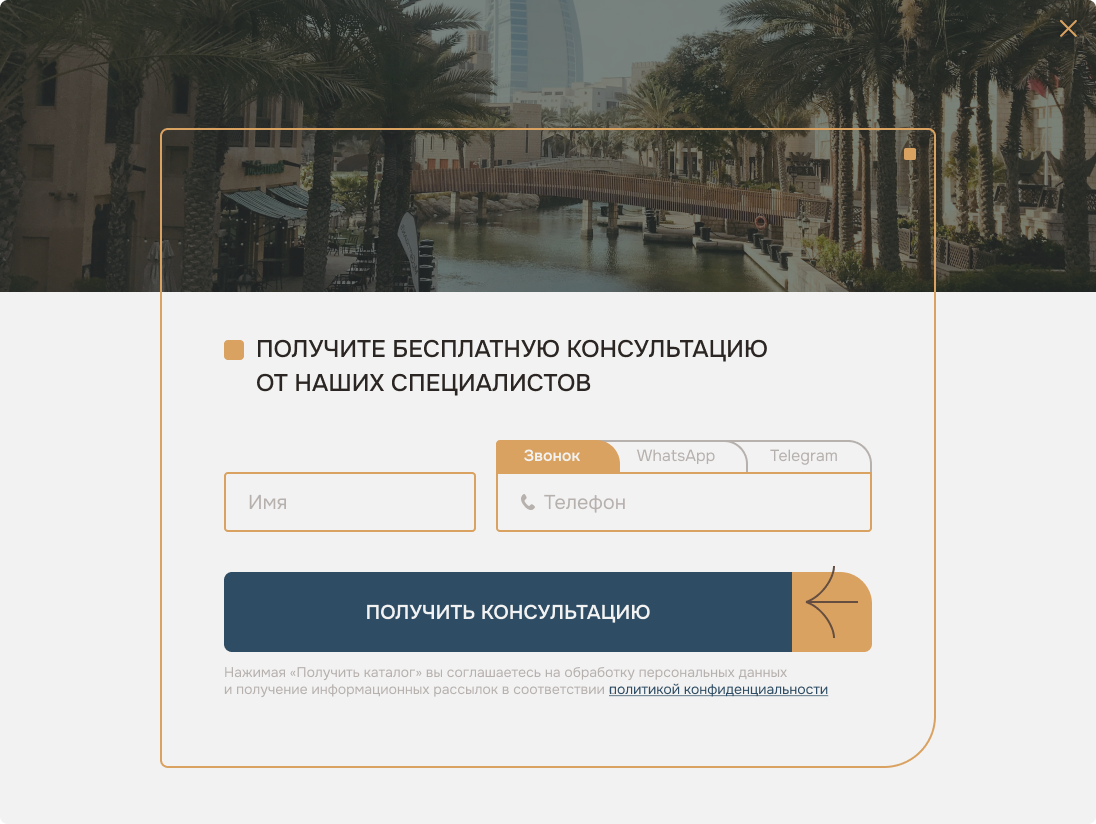 ПОЛУЧИТЕ БЕСПЛАТНУЮ КОНСУЛЬТАЦИЮ
ОТ НАШИХ СПЕЦИАЛИСТОВ
Звонок WhatsApp Telegram
Имя
Телефон
ПОЛУЧИТЬ КОНСУЛЬТАЦИЮ
Нажимая «Получить каталог» вы соглашаетесь на обработку персональных данных
и получение информационных рассылок в соответствии политикой конфиденциальности